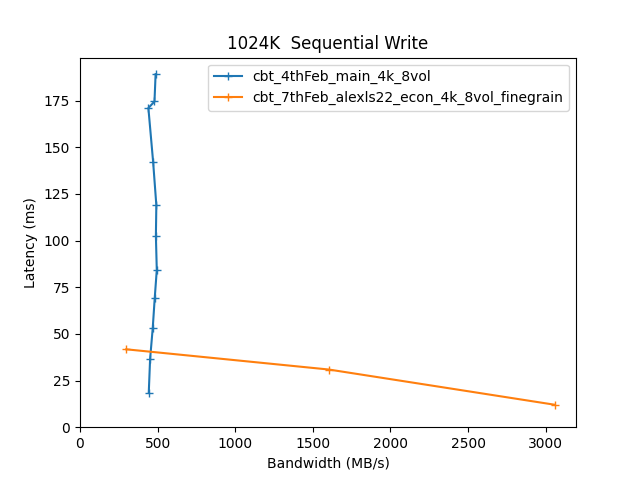 1024K  Sequential Write
cbt_4thFeb_main_4k_8vol
cbt_7thFeb_alexls22_econ_4k_8vol_finegrain
Latency (ms)
175
150
125
100
75
50
25
0
0 500 1000 1500 2000 2500 3000
Bandwidth (MB/s)